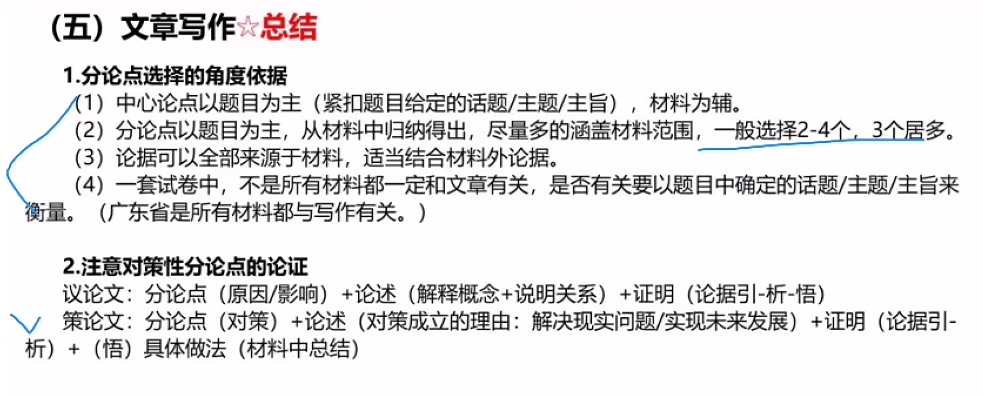 （五）文章写作☆总结
1.分论点选择的角度依据
（1）中心论点以题目为主（紧扣题目给定的话题/主题/主旨），材料为辅。
（2）分论点以题目为主，从材料中归纳得出，尽量多的涵盖材料范围，一般选择2-4个，3个居多。
（3）论据可以全部来源于材料，适当结合材料外论据。
（4）一套试卷中，不是所有材料都一定和文章有关，是否有关要以题目中确定的话题/主题/主旨来
衡量。（广东省是所有材料都与写作有关。）
2.注意对策性分论点的论证
议论文：分论点（原因/影响）+论述（解释概念+说明关系）+证明（论据引-析-悟）
策论文：分论点（对策）+论述（对策成立的理由：解决现实问题/实现未来发展）+证明（论据引-
析）+（悟）具体做法（材料中总结）